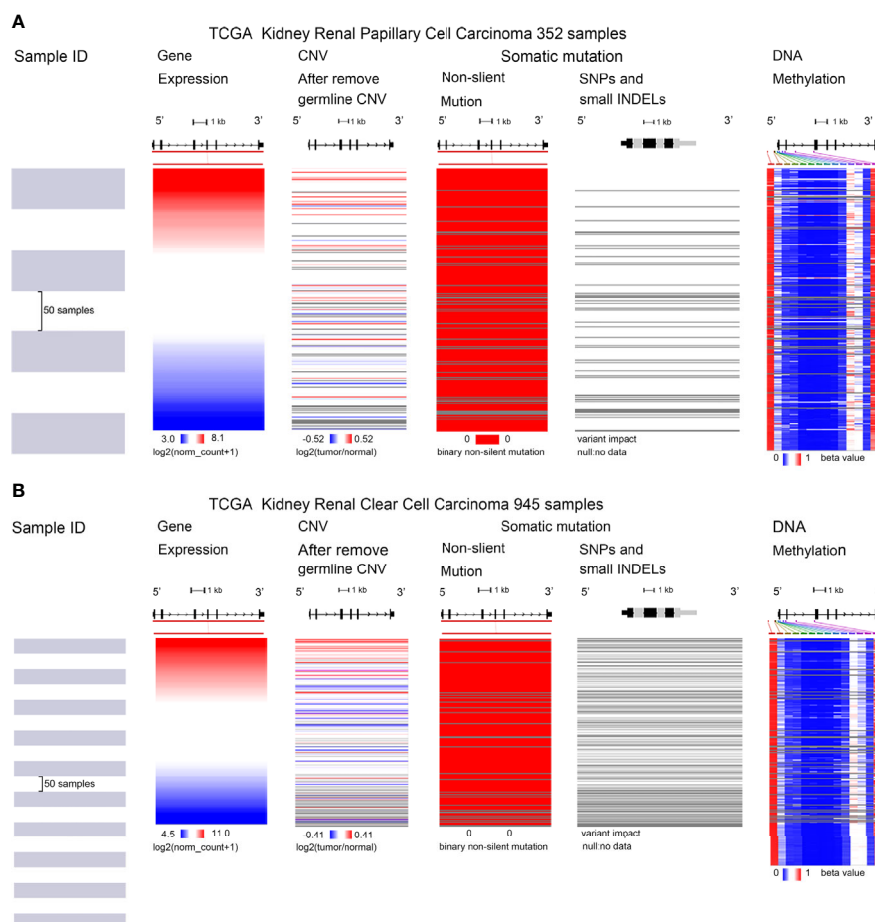 A
TCGA Kidney Renal Papillary Cell Carcinoma 352 samples
Sample ID
Gene
Expression
CNV
After remove
germline CNV
Somatic mutation
Non-slient
Mution
SNPs and
small INDELs
DNA
Methylation
5' 1 kb 3'
5' 1 kb 3'
5' 1 kb 3'
5' 1 kb 3'
5' 1 kb 3'
50 samples
3.0 8.1
log2(norm_count+1)
-0.52 0.52
log2(tumor/normal)
0 0
binary non-silent mutation
variant impact
null:no data
0 1 beta value
B
TCGA Kidney Renal Clear Cell Carcinoma 945 samples
Sample ID
Gene
Expression
CNV
After remove
germline CNV
Somatic mutation
Non-slient
Mution
SNPs and
small INDELs
DNA
Methylation
5' 1 kb 3'
5' 1 kb 3'
5 1 kb 3'
5' 1 kb 3'
5' 1 kb 3'
50 samples
4.5 11.0
log2(norm_count+1)
-0.41 0.41
log2(tumor/normal)
0 0
binary non-silent mutation
variant impact
null:no data
0 1 beta value